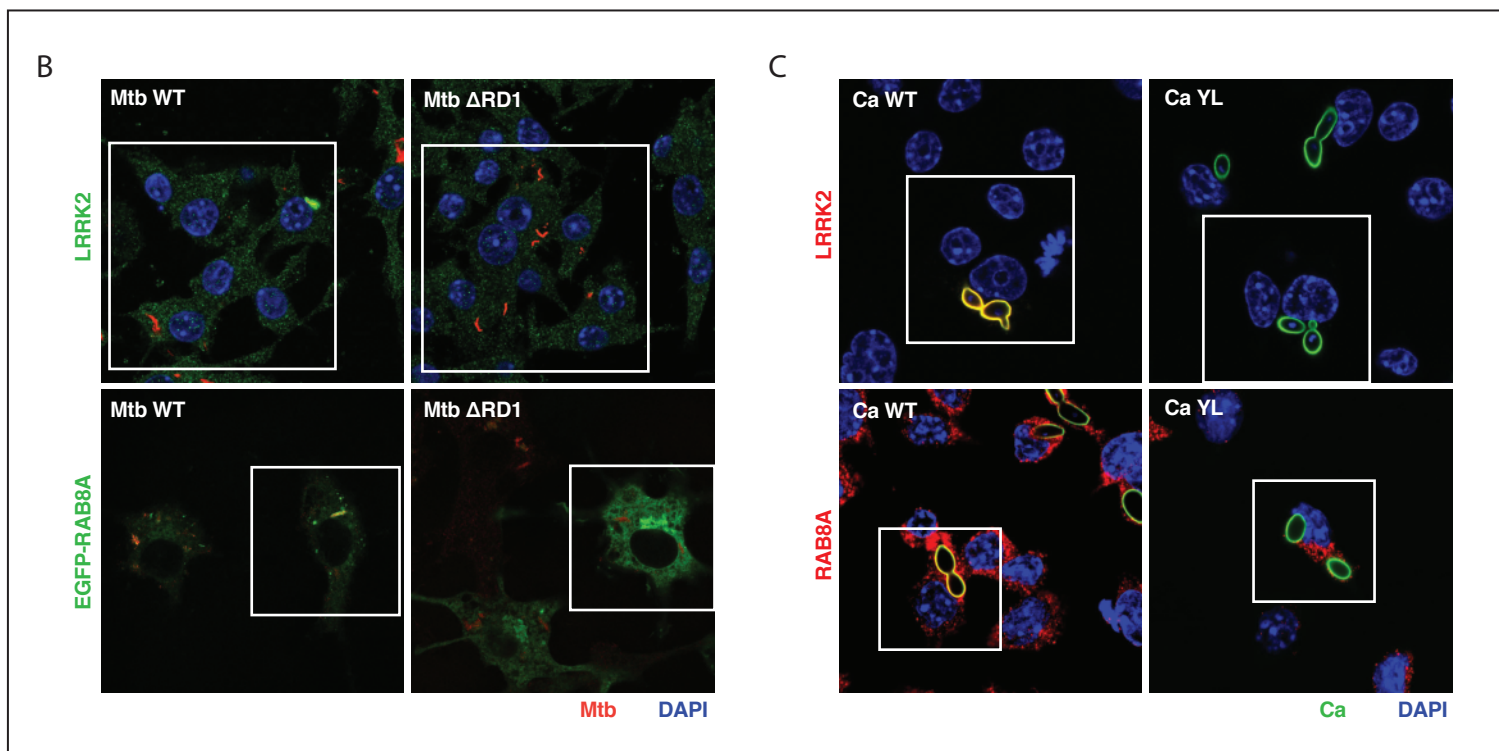 B
Mtb WT
Mtb ΔRD1
LRRK2
Mtb WT
Mtb ΔRD1
EGFP-RAB8A
Mtb DAPI
C
Ca WT
Ca YL
LRRK2
Ca WT
Ca YL
RAB8A
Ca DAPI